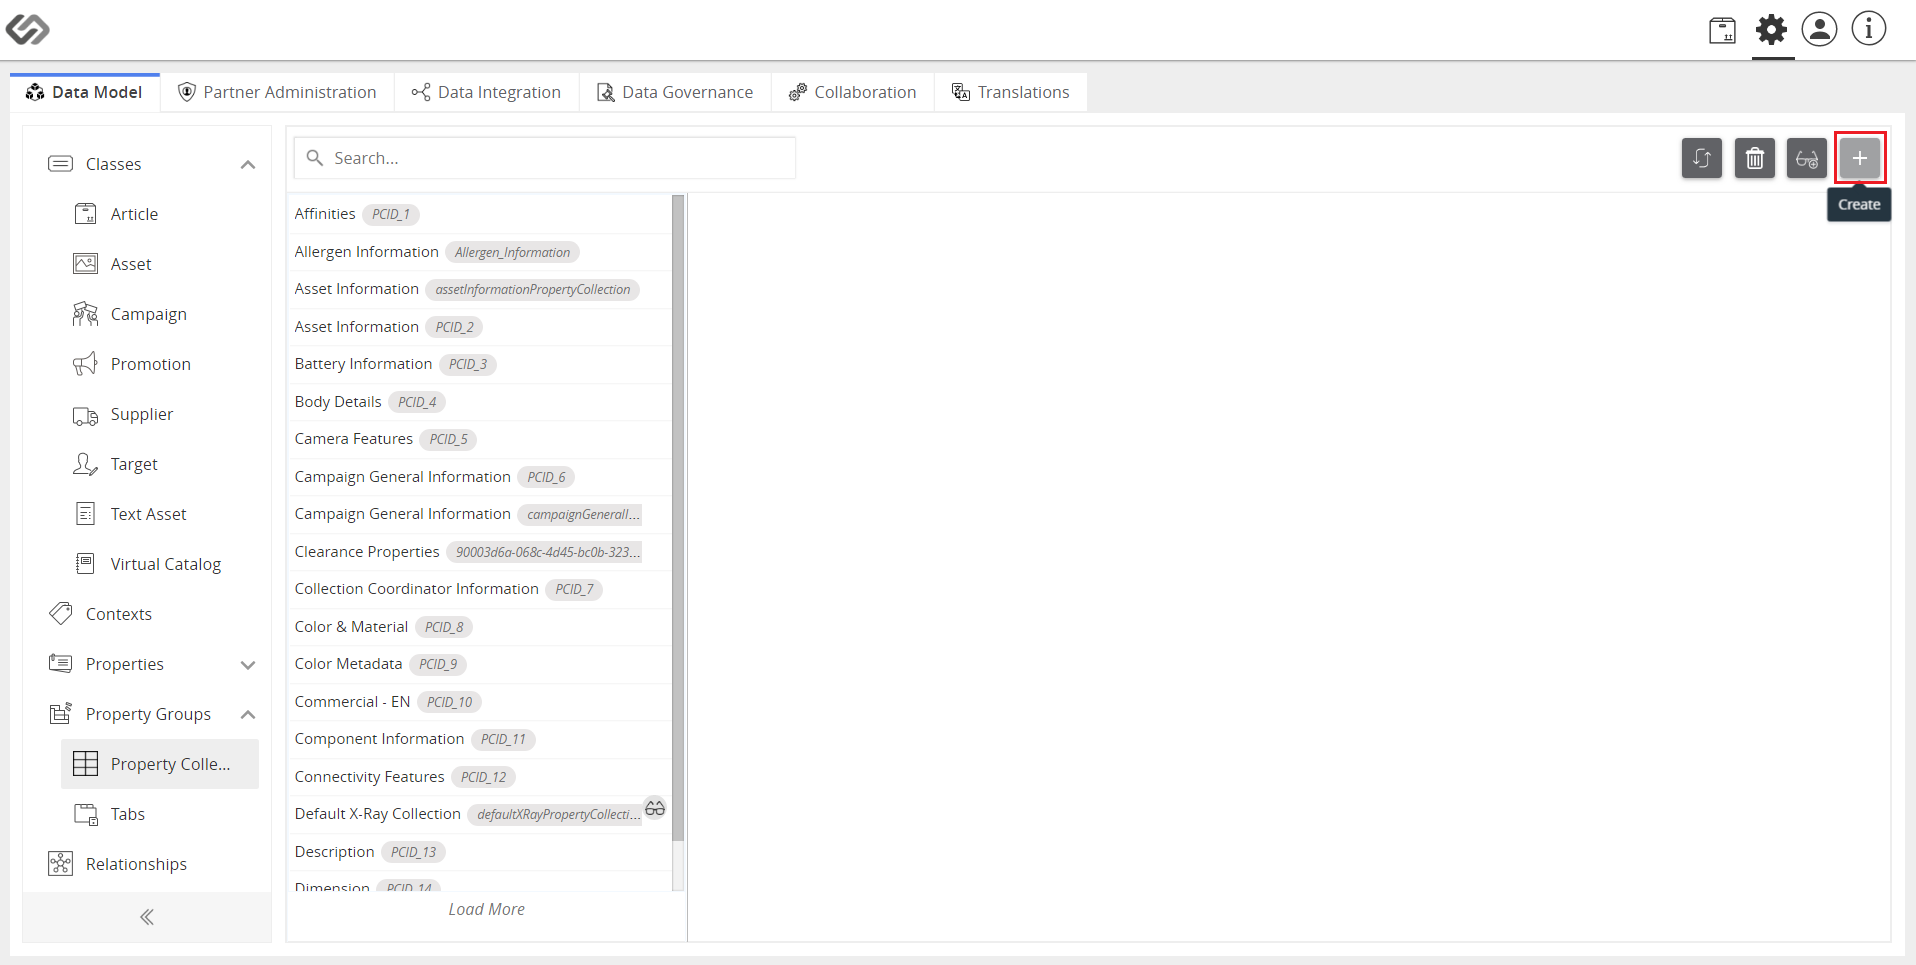 Data Model
Partner Administration
Data Integration
Data Governance
Collaboration
Translations
Classes
Article
Asset
Campaign
Promotion
Supplier
Target
Text Asset
Virtual Catalog
Contexts
Properties
Property Groups
Property Colle...
Tabs
Relationships
Search...
Create
Affinities PCID_1
Allergen Information Allergen_Information
Asset Information assetInformationPropertyCollection
Asset Information PCID_2
Battery Information PCID_3
Body Details PCID_4
Camera Features PCID_5
Campaign General Information PCID_6
Campaign General Information campaignGeneralI...
Clearance Properties 90003d6a-068c-4d45-bc0b-323...
Collection Coordinator Information PCID_7
Color & Material PCID_8
Color Metadata PCID_9
Commercial - EN PCID_10
Component Information PCID_11
Connectivity Features PCID_12
Default X-Ray Collection defaultXRayPropertyCollecti...
Description PCID_13
Dimension PCID_14
Load More